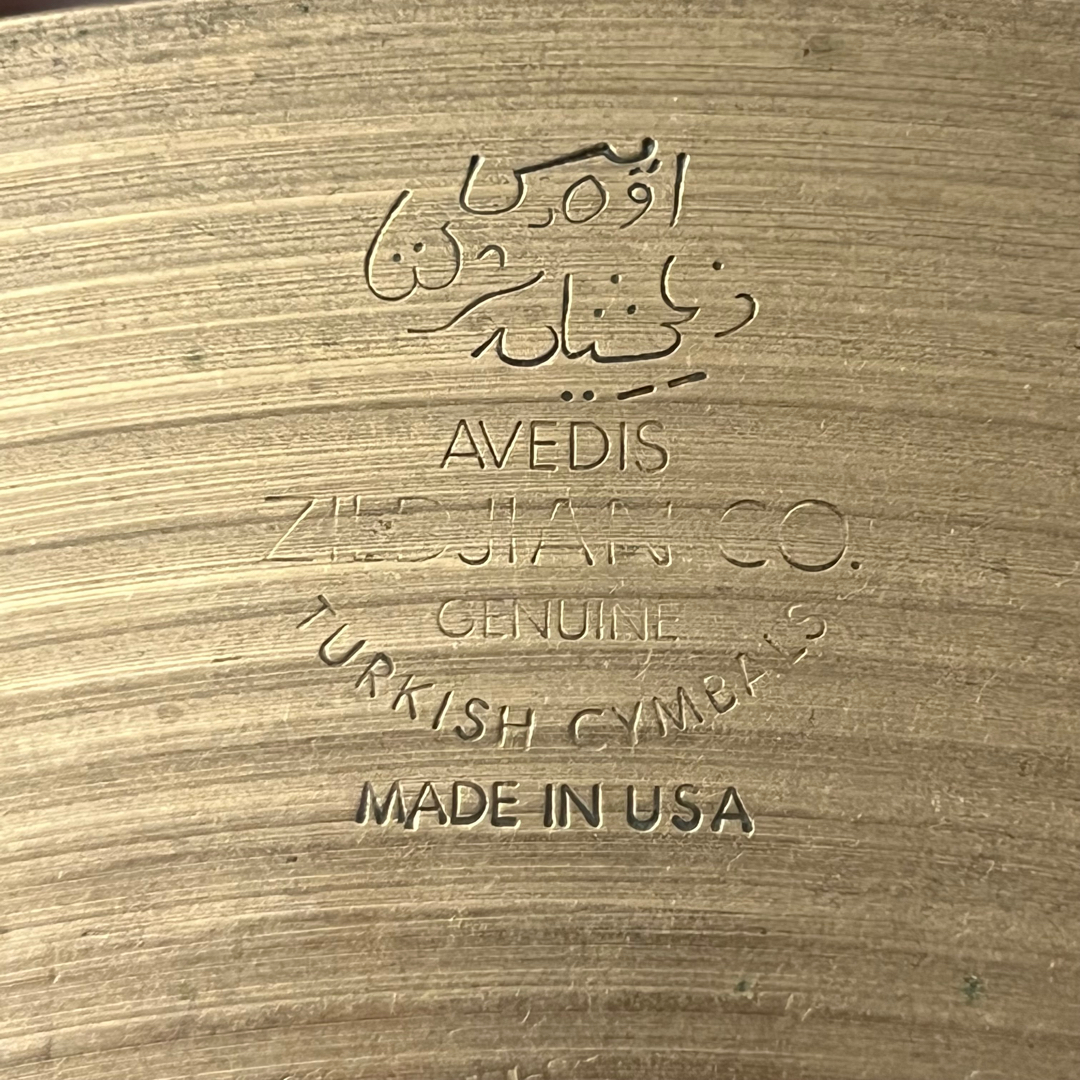 AVEDIS
ZILDJIAN CO.
GENUINE
TURKISH CYMBALS
MADE IN USA